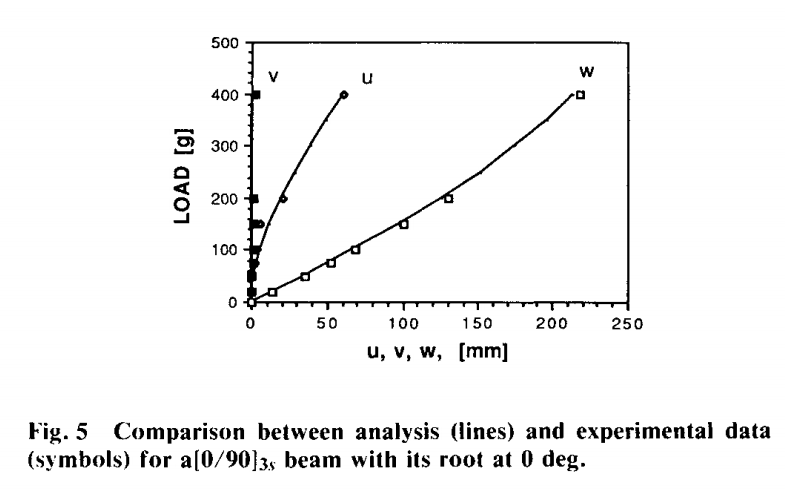 500
v
u
w
400
300
200
100
0
LOAD [g]
0 50 100 150 200 250
u, v, w, [mm]
Fig. 5 Comparison between analysis (lines) and experimental data
(symbols) for a[0/90]3s beam with its root at 0 deg.